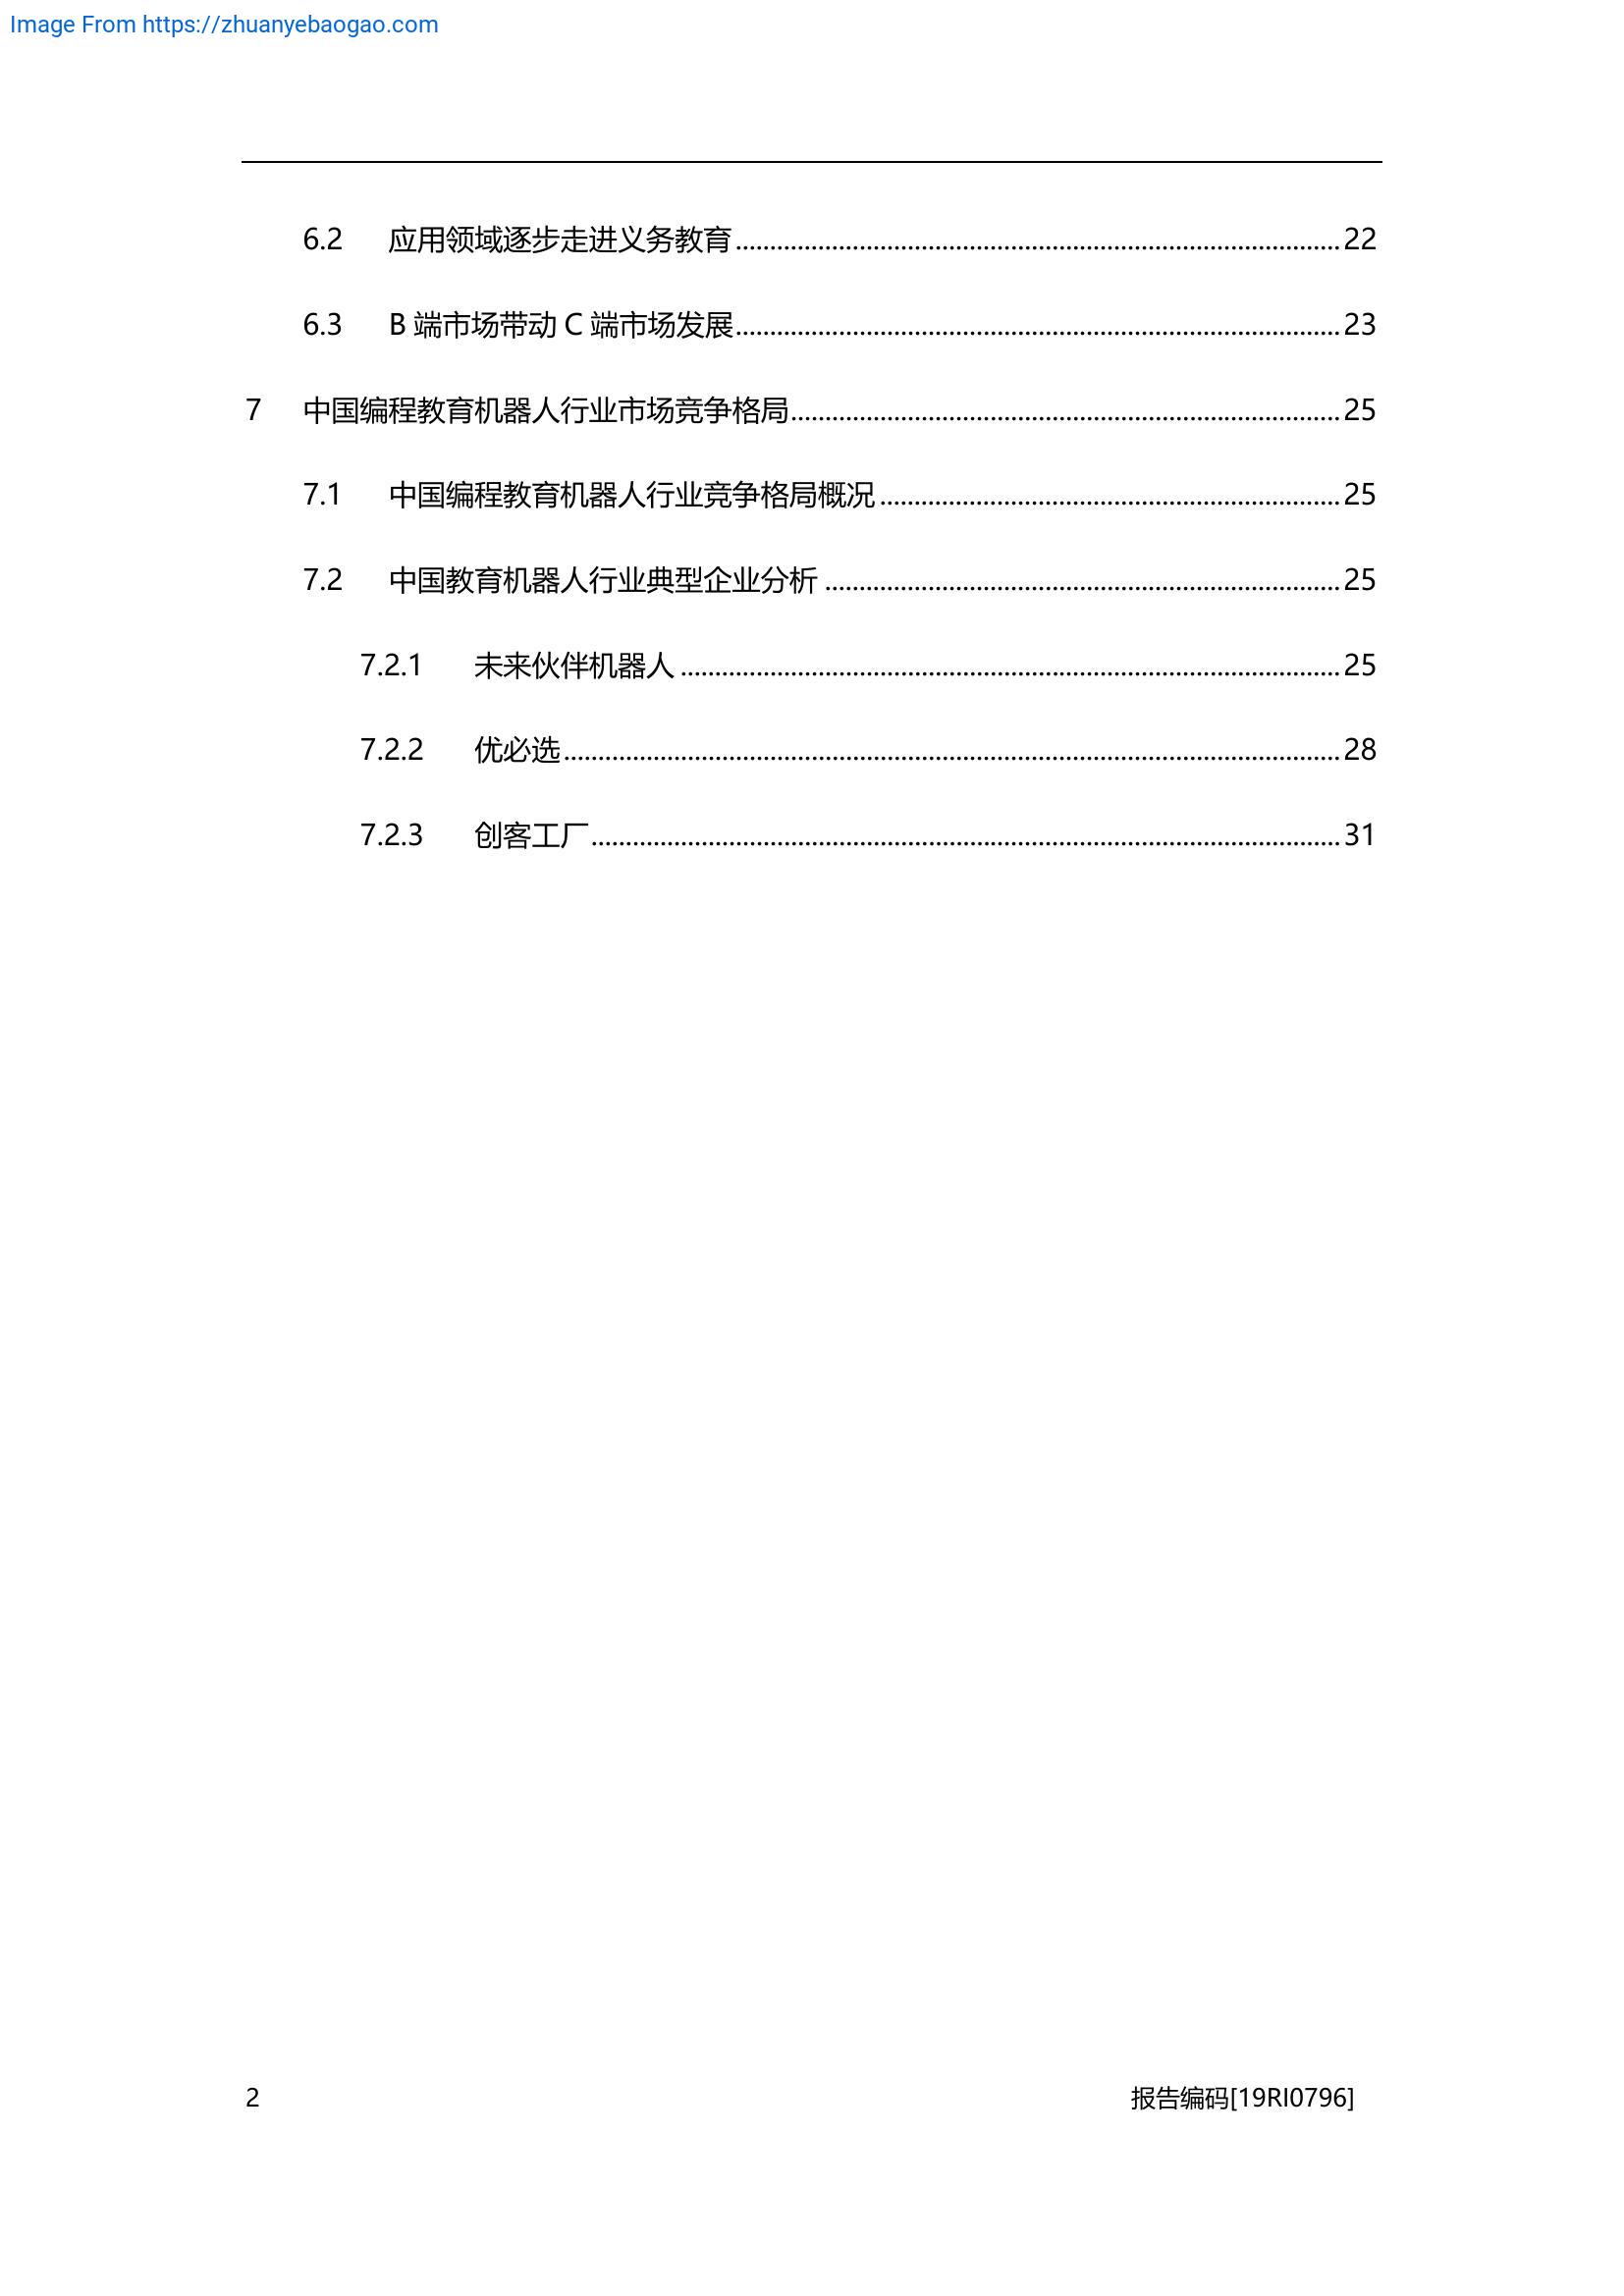 Image From https://zhuanyebaogao.com
6.2 应用领域逐步走进义务教育 22
6.3 B 端市场带动 C 端市场发展 23
7 中国编程教育机器人行业市场竞争格局 25
7.1 中国编程教育机器人行业竞争格局概况 25
7.2 中国教育机器人行业典型企业分析 25
7.2.1 未来伙伴机器人 25
7.2.2 优必选 28
7.2.3 创客工厂 31
2 报告编码[19RI0796]